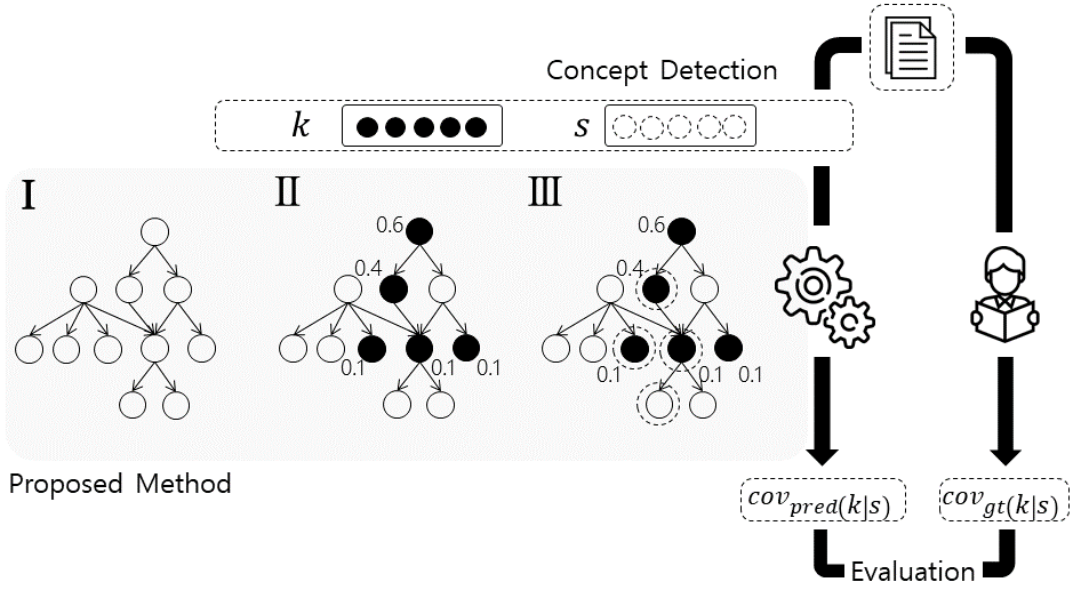 Concept Detection
k s
I II III
0.6 0.6
0.4 0.4
0.1 0.1 0.1 0.1 0.1 0.1
Proposed Method
cov_pred(k|s) cov_gt(k|s)
Evaluation